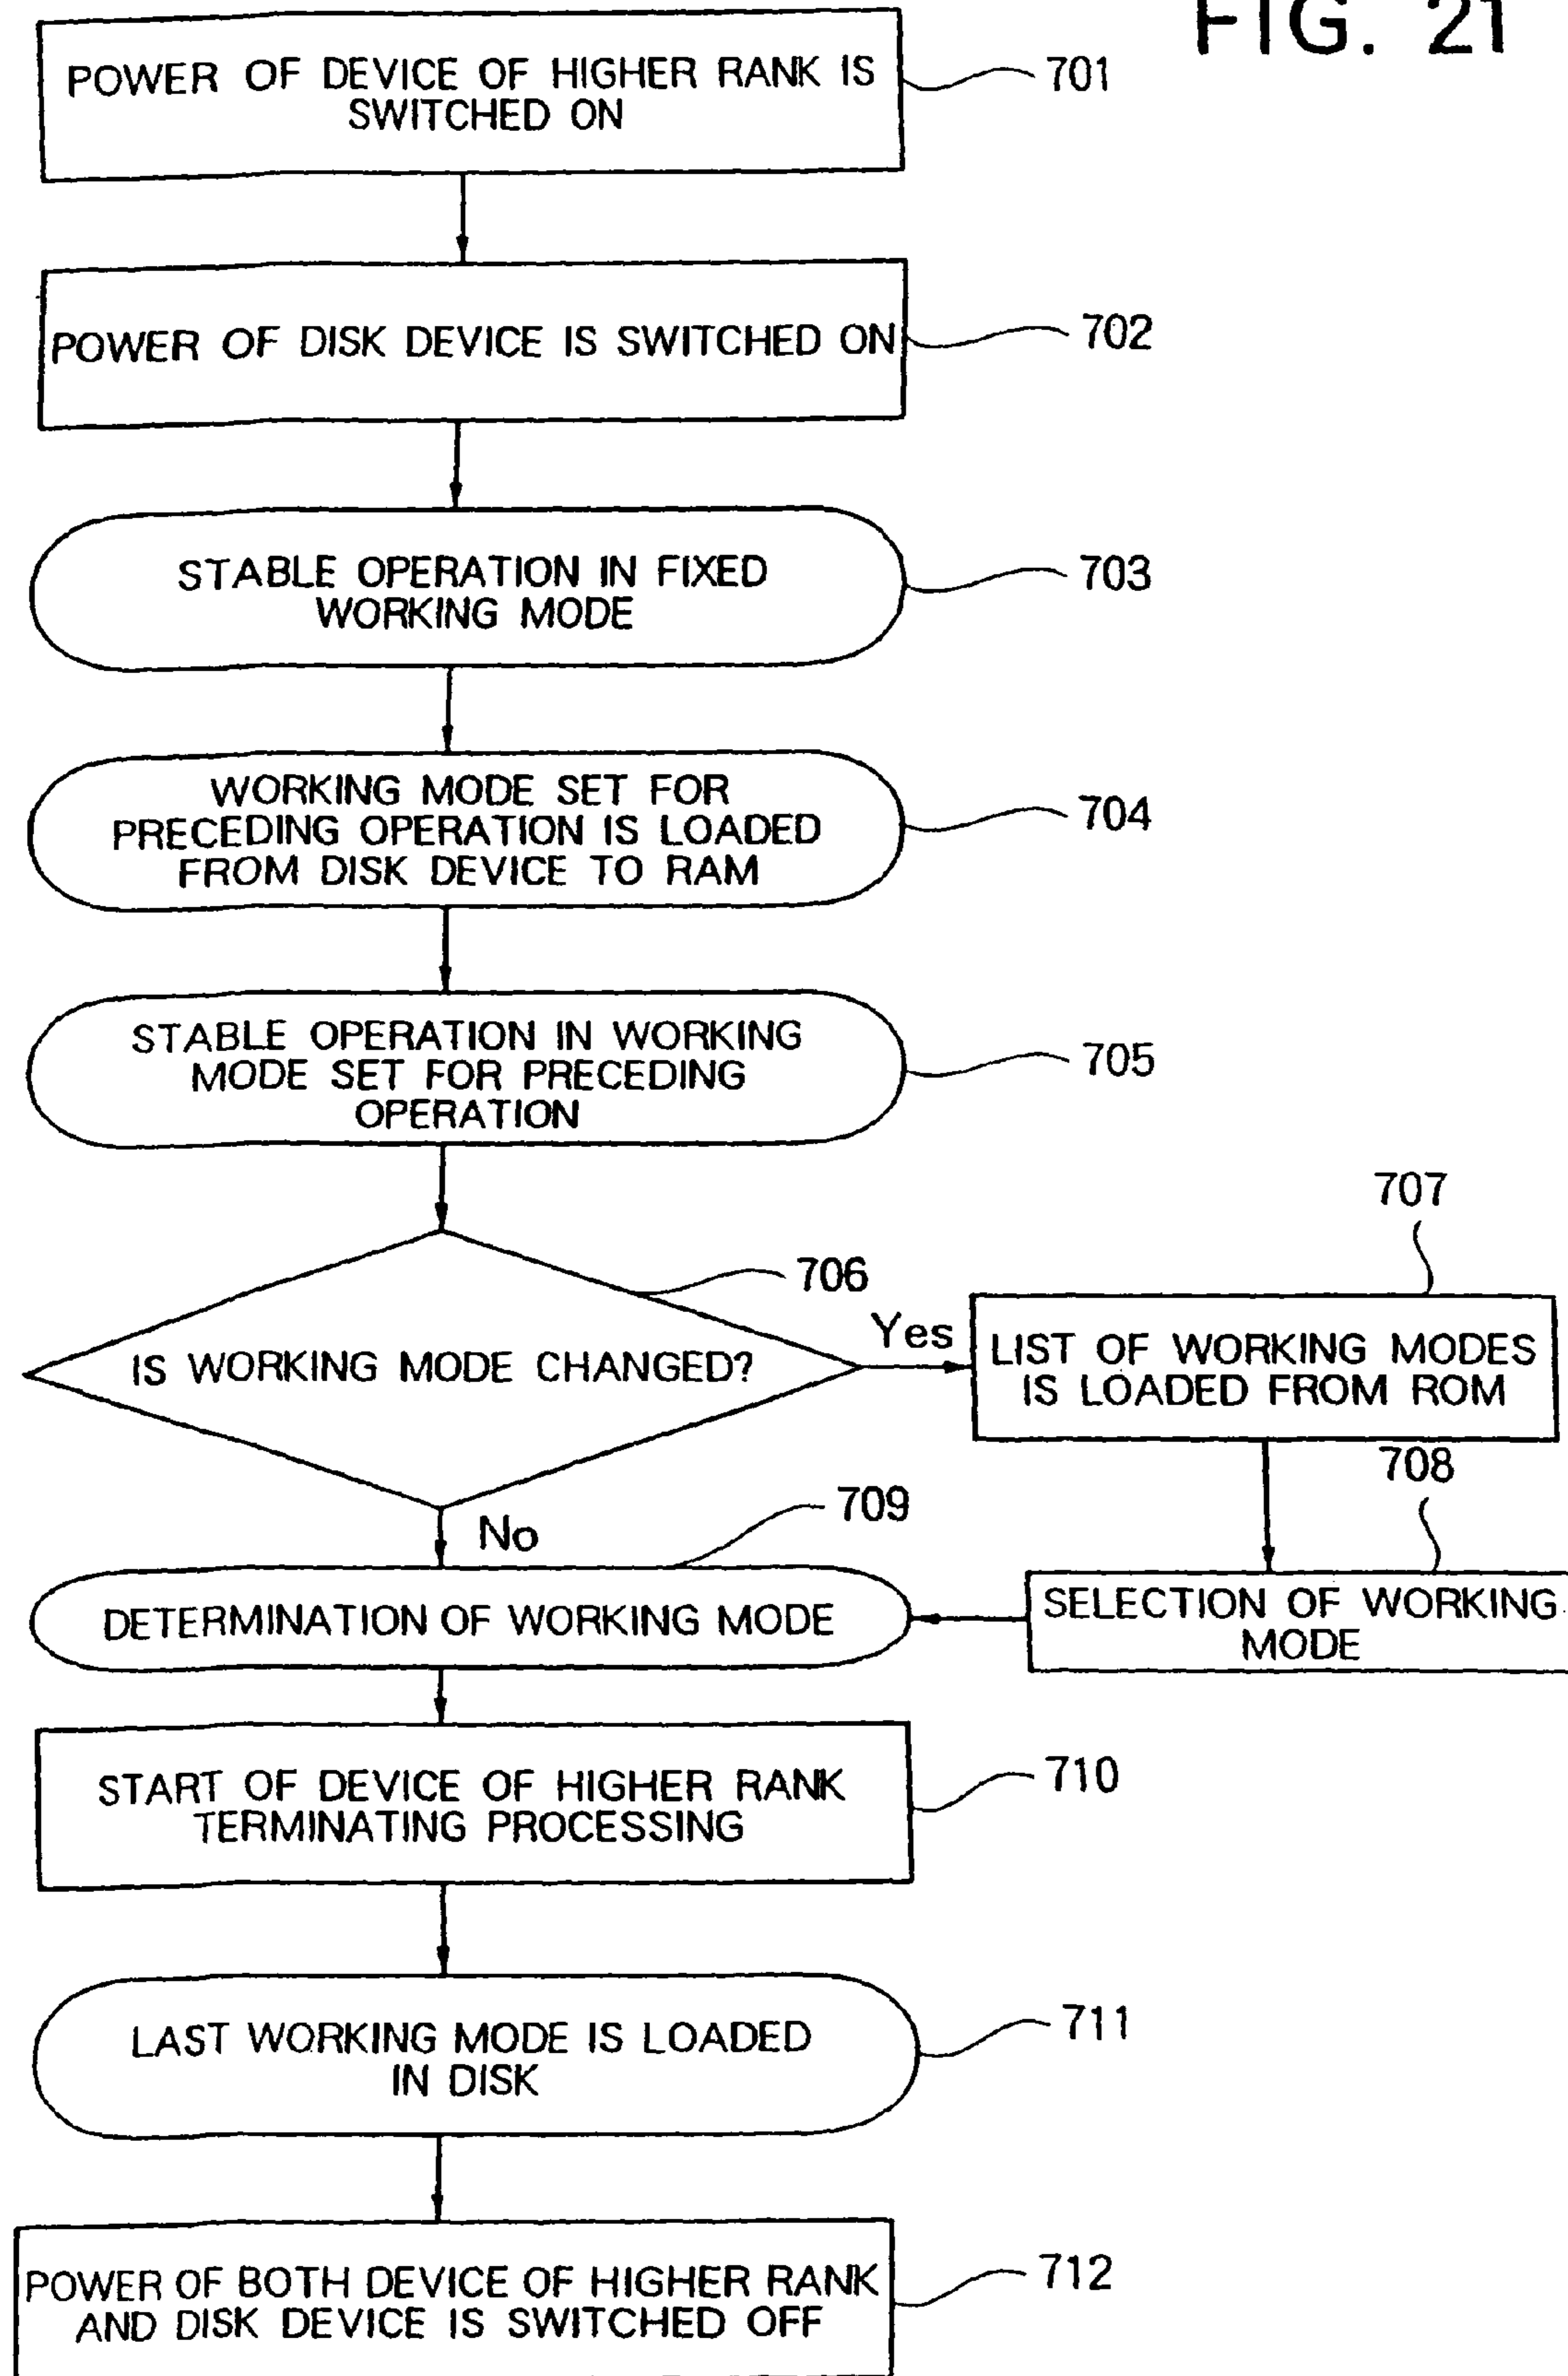 FIG. 21
POWER OF DEVICE OF HIGHER RANK IS
SWITCHED ON
701
POWER OF DISK DEVICE IS SWITCHED ON
702
STABLE OPERATION IN FIXED
WORKING MODE
703
WORKING MODE SET FOR
PRECEDING OPERATION IS LOADED
FROM DISK DEVICE TO RAM
704
STABLE OPERATION IN WORKING
MODE SET FOR PRECEDING
OPERATION
705
706
IS WORKING MODE CHANGED?
Yes
707
LIST OF WORKING MODES
IS LOADED FROM ROM
708
SELECTION OF WORKING
MODE
No
709
DETERMINATION OF WORKING MODE
START OF DEVICE OF HIGHER RANK
TERMINATING PROCESSING
710
LAST WORKING MODE IS LOADED
IN DISK
711
POWER OF BOTH DEVICE OF HIGHER RANK
AND DISK DEVICE IS SWITCHED OFF
712